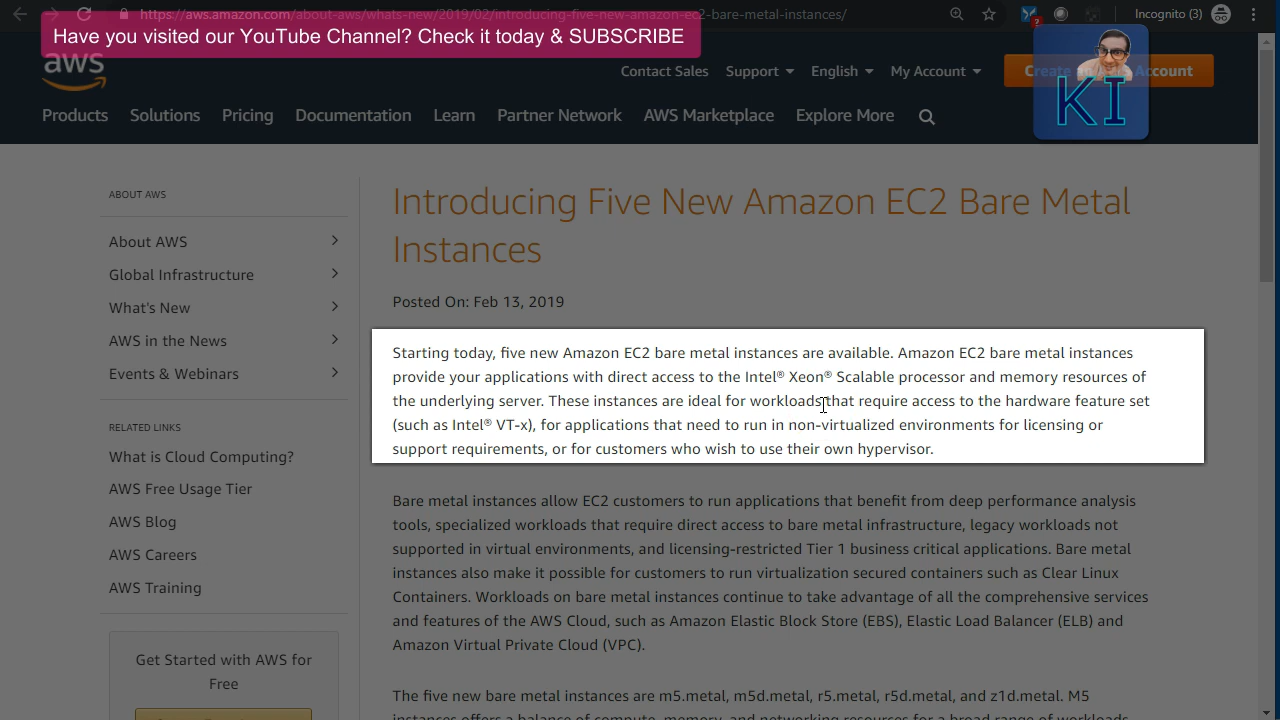 https://aws.amazon.com/about-aws/whats-new/2019/02/introducing-five-new-amazon-ec2-bare-metal-instances/
Incognito (3)
Have you visited our YouTube Channel? Check it today & SUBSCRIBE
aws
Contact Sales
Support
English
My Account
Account
KI
Products
Solutions
Pricing
Documentation
Learn
Partner Network
AWS Marketplace
Explore More
ABOUT AWS
About AWS
Global Infrastructure
What's New
AWS in the News
Events & Webinars
RELATED LINKS
What is Cloud Computing?
AWS Free Usage Tier
AWS Blog
AWS Careers
AWS Training
Get Started with AWS for
Free
Introducing Five New Amazon EC2 Bare Metal
Instances
Posted On: Feb 13, 2019
Starting today, five new Amazon EC2 bare metal instances are available. Amazon EC2 bare metal instances
provide your applications with direct access to the Intel® Xeon® Scalable processor and memory resources of
the underlying server. These instances are ideal for workloads that require access to the hardware feature set
(such as Intel® VT-x), for applications that need to run in non-virtualized environments for licensing or
support requirements, or for customers who wish to use their own hypervisor.
Bare metal instances allow EC2 customers to run applications that benefit from deep performance analysis
tools, specialized workloads that require direct access to bare metal infrastructure, legacy workloads not
supported in virtual environments, and licensing-restricted Tier 1 business critical applications. Bare metal
instances also make it possible for customers to run virtualization secured containers such as Clear Linux
Containers. Workloads on bare metal instances continue to take advantage of all the comprehensive services
and features of the AWS Cloud, such as Amazon Elastic Block Store (EBS), Elastic Load Balancer (ELB) and
Amazon Virtual Private Cloud (VPC).
The five new bare metal instances are m5.metal, m5d.metal, r5.metal, r5d.metal, and z1d.metal. M5
instances offers a balance of compute, memory, and networking resources for a broad range of workloads